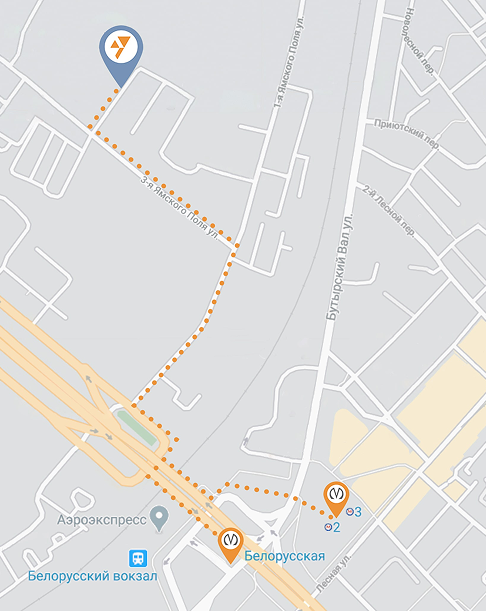 Новол
Лесной пер.
1-я Ямского Поля ул.
Приютский пер.
3-я Ямского Поля ул.
2-й Лесной пер.
Бутырский Вал ул.
3
2
Аэроэкспресс
Белорусская
Белорусский вокзал
Лесная ул.